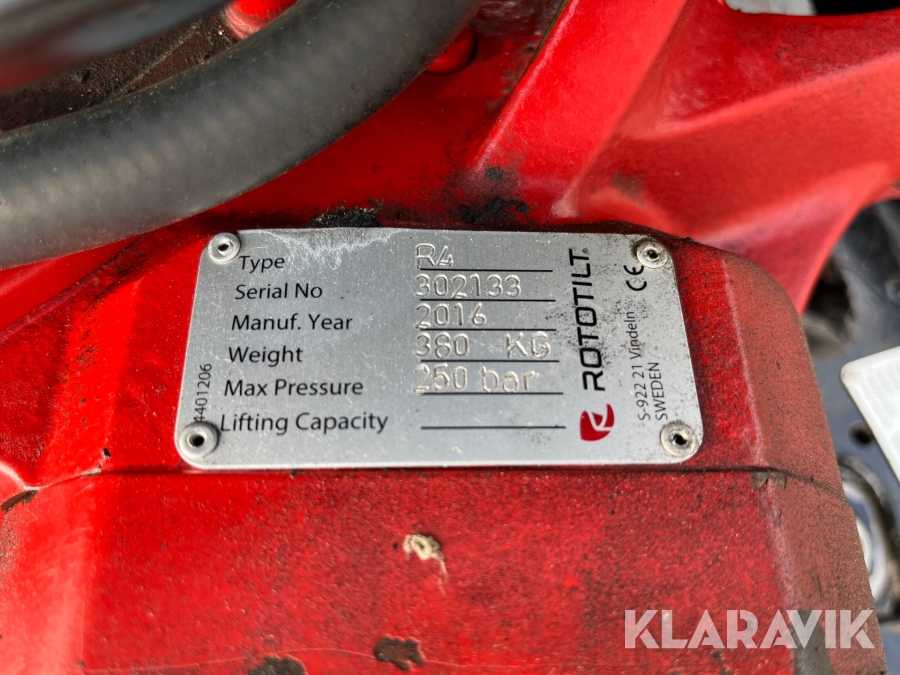 Type R4
Serial No 302133
Manuf. Year 2016
Weight 380 KG
Max Pressure 250 bar
Lifting Capacity
4401206
ROTOTILT®
S-922 21 Vindeln
SWEDEN
CE
KLARAVIK